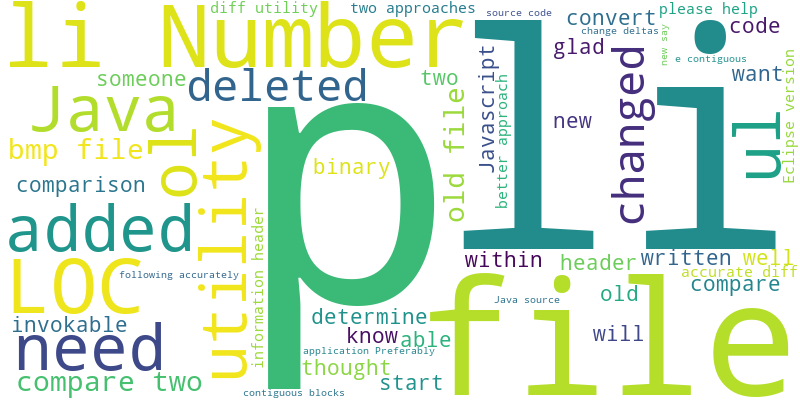 li Number
diff utility
two approaches
source code
convert
please help
change deltas
code
someone
deleted
two
glad
new say
e contiguous
want
Java
ol
utility
p
li
i
old file
Javascript
better approach
new
changed
ul
Eclipse version
bmp file
binary
comparison
added
information header
within
header
written
well
accurate diff
following accurately
LOC
file
Java source
old
compare
invokable
determine
know
able
will
need
application Preferably
thought
start
compare two
contiguous blocks